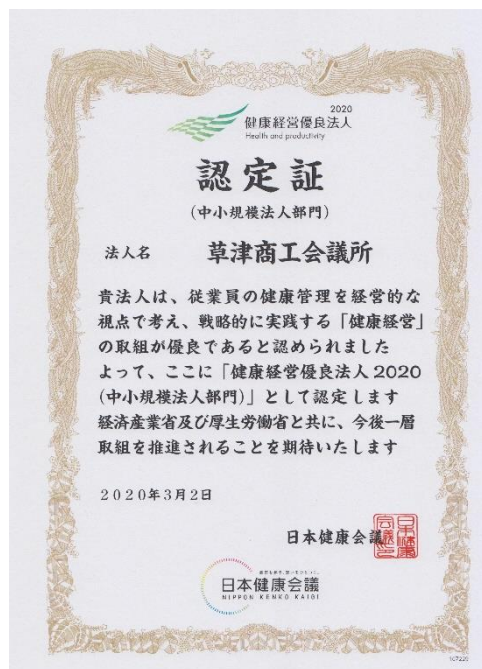 2020
健康経営優良法人
Health and productivity
認定証
(中小規模法人部門)
法人名 草津商工会議所
貴法人は、従業員の健康管理を経営的な
視点で考え、戦略的に実践する「健康経営」
の取組が優良であると認められました
よって、ここに「健康経営優良法人2020
(中小規模法人部門)」として認定します
経済産業省及び厚生労働省と共に、今後一層
取組を推進されることを期待いたします
2020年3月2日
日本健康会議
日本健康会議
NIPPON KENKO KAIGI